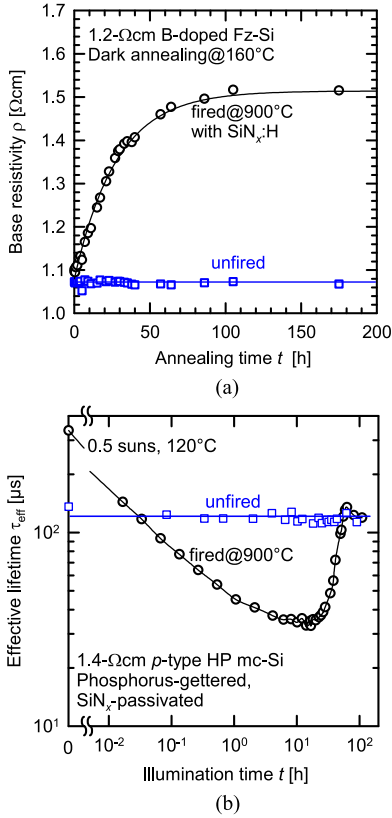 1.2-Ωcm B-doped Fz-Si
Dark annealing@160°C
fired@900°C
with SiNₓ:H
unfired
Base resistivity ρ [Ωcm]
1.6
1.5
1.4
1.3
1.2
1.1
1.0
0 50 100 150 200
Annealing time t [h]
(a)
0.5 suns, 120°C
unfired
fired@900°C
1.4-Ωcm p-type HP mc-Si
Phosphorus-gettered,
SiNₓ-passivated
Effective lifetime τeff [µs]
10²
10¹
0 10⁻² 10⁻¹ 10⁰ 10¹ 10²
Illumination time t [h]
(b)